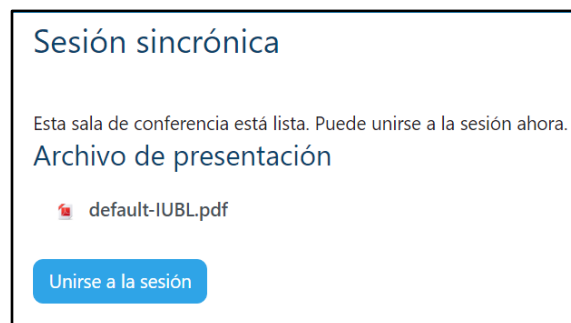 Sesión sincrónica
Esta sala de conferencia está lista. Puede unirse a la sesión ahora.
Archivo de presentación
default-IUBL.pdf
Unirse a la sesión